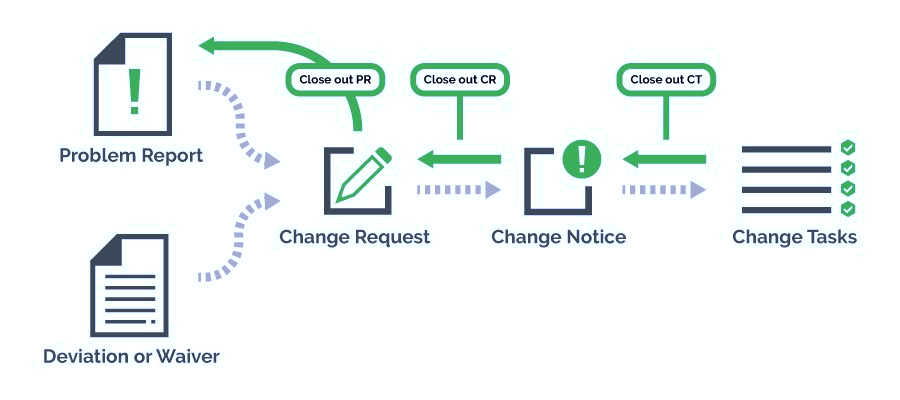 Close out PR
Close out CR
Close out CT
Problem Report
Change Request
Change Notice
Change Tasks
Deviation or Waiver